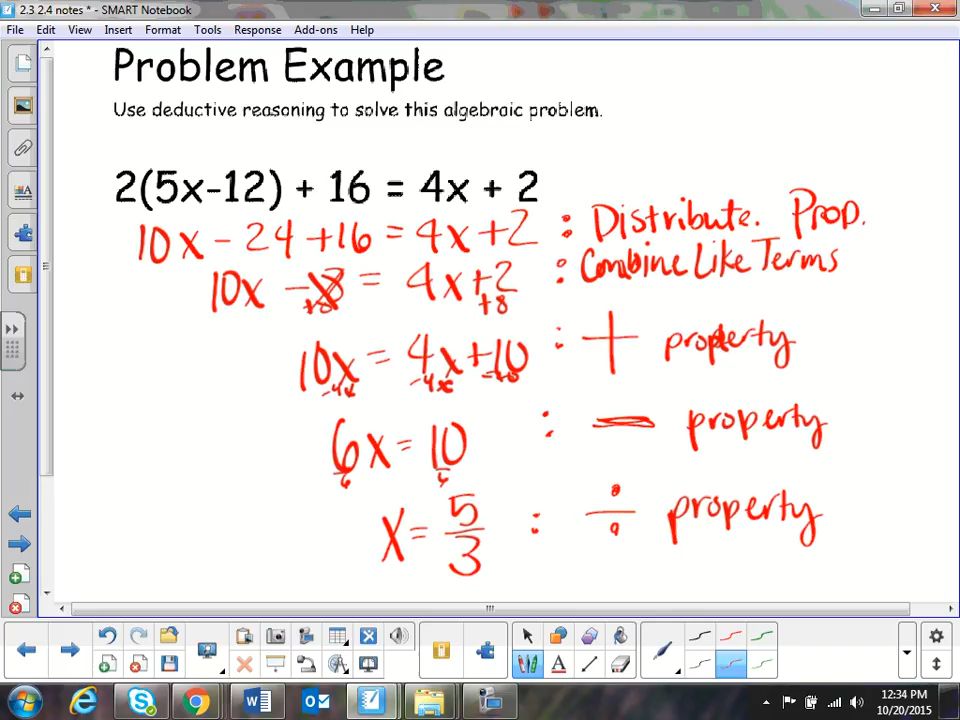 2.3 2.4 notes * - SMART Notebook
File Edit View Insert Format Tools Response Add-ons Help
Problem Example
Use deductive reasoning to solve this algebraic problem.
2(5x-12) + 16 = 4x + 2
10x - 24 +16 = 4x +2 : Distribute. Prop.
10x -8 = 4x+2 : Combine Like Terms
+8 +8
10x = 4x+10 : + property
-4x -4x
6x = 10 : - property
6 6
x = 5/3 : ÷ property
12:34 PM
10/20/2015